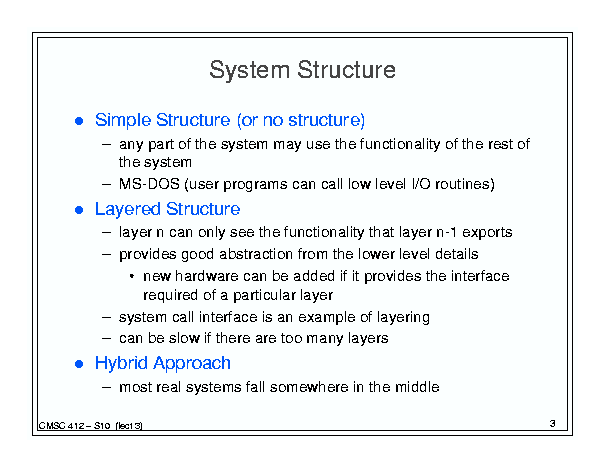 System Structure
● Simple Structure (or no structure)
– any part of the system may use the functionality of the rest of
the system
– MS-DOS (user programs can call low level I/O routines)
● Layered Structure
– layer n can only see the functionality that layer n-1 exports
– provides good abstraction from the lower level details
• new hardware can be added if it provides the interface
required of a particular layer
– system call interface is an example of layering
– can be slow if there are too many layers
● Hybrid Approach
– most real systems fall somewhere in the middle
CMSC 412 – S10 (lect 3)
3